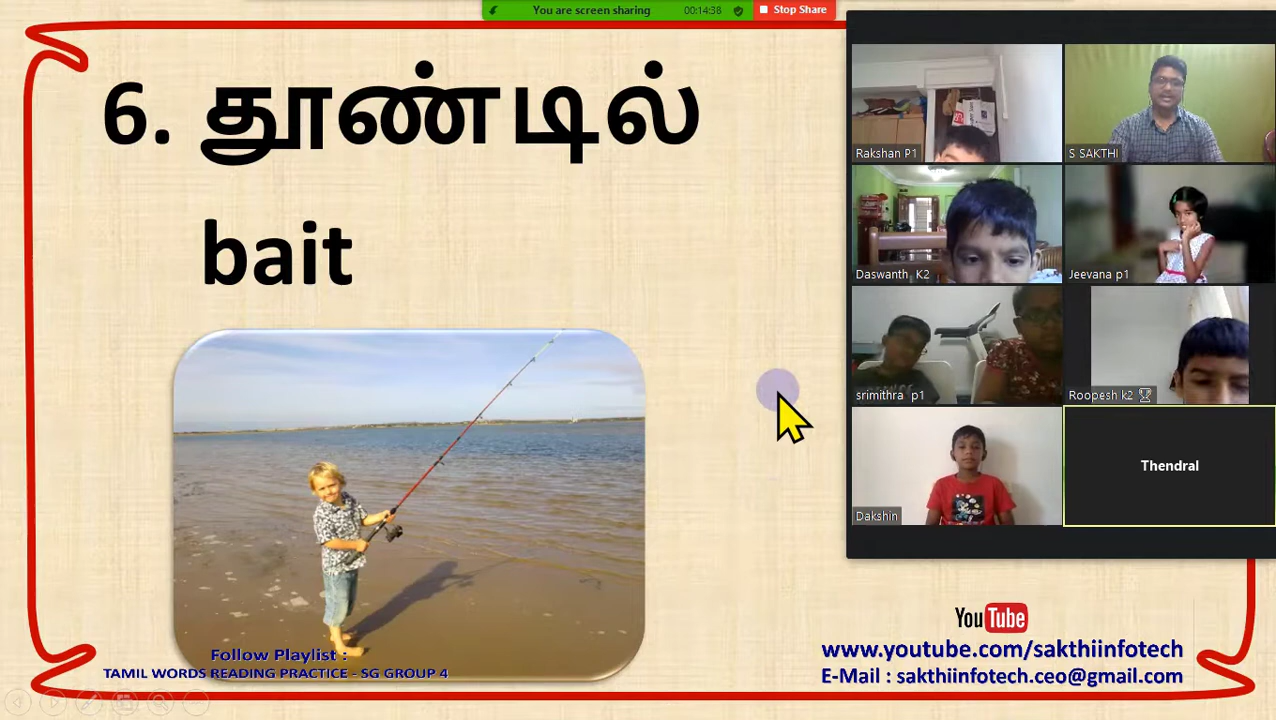 You are screen sharing 00:14:38 Stop Share
6. தூண்டில்
bait
Rakshan P1
S SAKTHI
Daswanth K2
Jeevana p1
srimithra p1
Roopesh k2
Dakshin
Thendral
Follow Playlist :
TAMIL WORDS READING PRACTICE - SG GROUP 4
YouTube
www.youtube.com/sakthiinfotech
E-Mail : sakthiinfotech.ceo@gmail.com